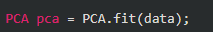 PCA pca = PCA.fit(data);